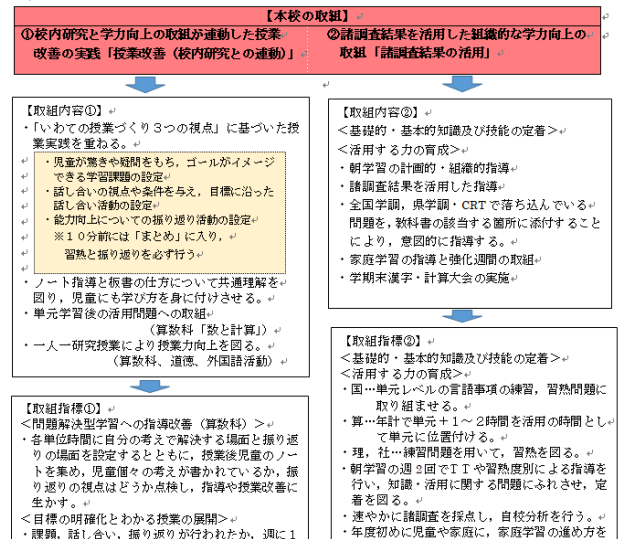 【本校の取組】
①校内研究と学力向上の取組が連動した授業
改善の実践「授業改善（校内研究との連動）」
②諸調査結果を活用した組織的な学力向上の
取組「諸調査結果の活用」
【取組内容①】
・「いわての授業づくり３つの視点」に基づいた授
業実践を重ねる。
・児童が驚きや疑問をもち，ゴールがイメージ
できる学習課題の設定
・話し合いの視点や条件を与え，目標に沿った
話し合い活動の設定
・能力向上についての振り返り活動の設定
※１０分前には「まとめ」に入り，
習熟と振り返りを必ず行う
・ノート指導と板書の仕方について共通理解を
図り，児童にも学び方を身に付けさせる。
・単元学習後の活用問題への取組
（算数科「数と計算」）
・一人一研究授業により授業力向上を図る。
（算数科、道徳、外国語活動）
【取組指標①】
＜問題解決型学習への指導改善（算数科）＞
・各単位時間に自分の考えで解決する場面と振り返
りの場面を設定するとともに，授業後児童のノー
トを集め，児童個々の考えが書かれているか，振
り返りの視点はどうか点検し，指導や授業改善に
生かす。
＜目標の明確化とわかる授業の展開＞
・課題，話し合い，振り返りが行われたか，週に１
【取組内容②】
＜基礎的・基本的知識及び技能の定着＞
＜活用する力の育成＞
・朝学習の計画的・組織的指導
・諸調査結果を活用した指導
・全国学調，県学調・CRTで落ち込んでいる
問題を，教科書の該当する箇所に添付すること
により，意図的に指導する。
・家庭学習の指導と強化週間の取組
・学期末漢字・計算大会の実施
【取組指標②】
＜基礎的・基本的知識及び技能の定着＞
＜活用する力の育成＞
・国…単元レベルの言語事項の練習，習熟問題に
取り組ませる。
・算…年計で単元＋１～２時間を活用の時間とし
て単元に位置付ける。
・理，社…練習問題を用いて，習熟を図る。
・朝学習の週２回でＴＴや習熟度別による指導を
行い，知識・活用に関する問題にふれさせ，定
着を図る。
・速やかに諸調査を採点し，自校分析を行う。
・年度初めに児童や家庭に，家庭学習の進め方を